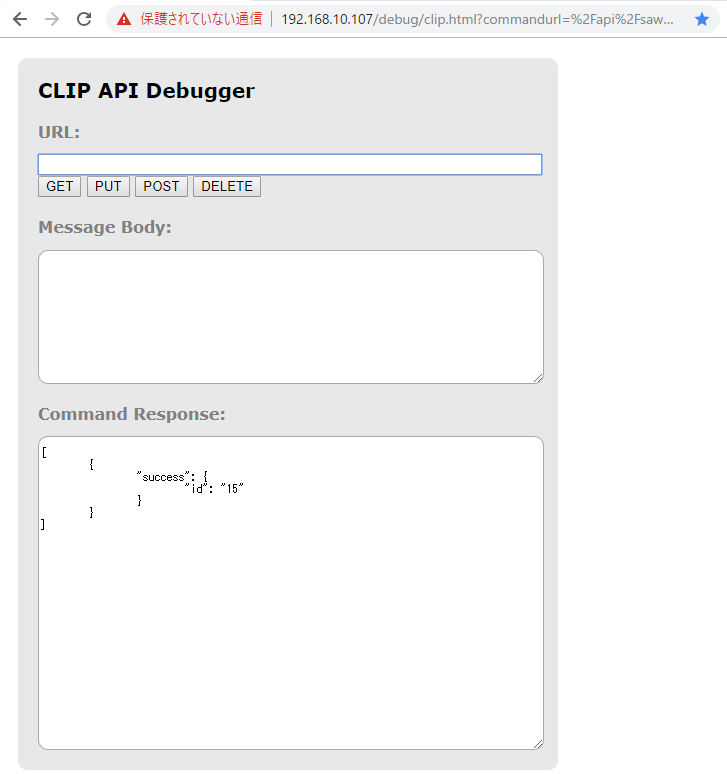 保護されていない通信 | 192.168.10.107/debug/clip.html?commandurl=%2Fapi%2Fsaw...
CLIP API Debugger
URL:
GET PUT POST DELETE
Message Body:
Command Response:
[
{
"success": {
"id": "15"
}
}
]